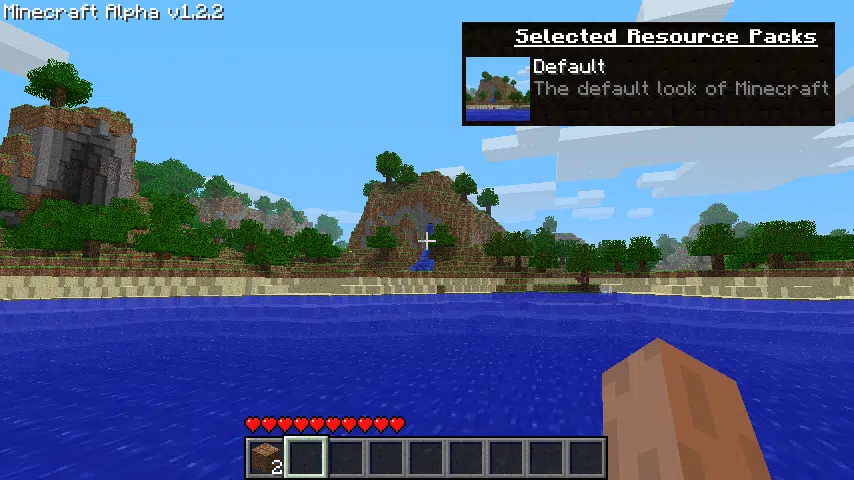 Minecraft Alpha v1.2.2
Selected Resource Packs
Default
The default look of Minecraft
2